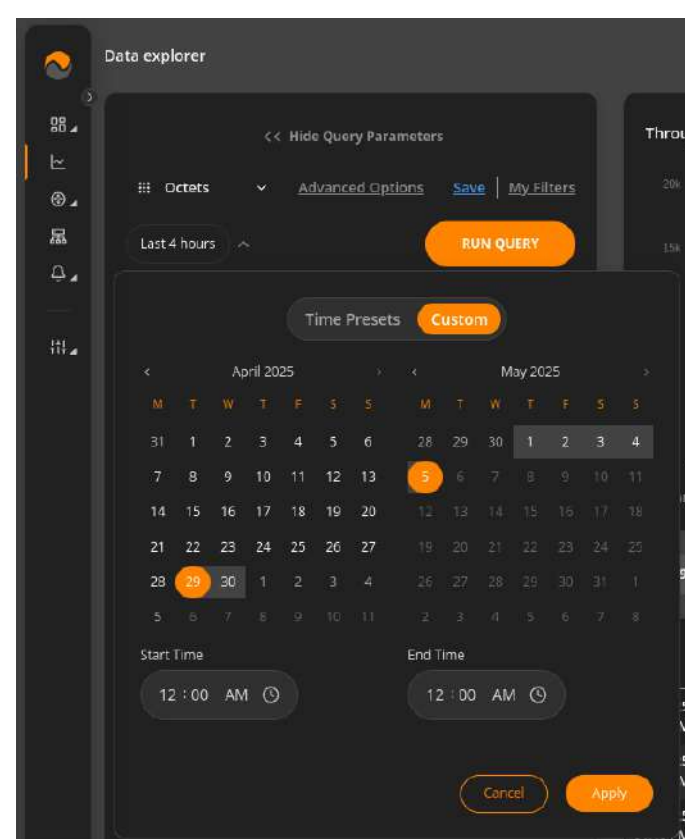 Data explorer
<< Hide Query Parameters
Throu
Octets
Advanced Options
Save
My Filters
20k
Last 4 hours
RUN QUERY
15k
Time Presets
Custom
April 2025
May 2025
M T W T F S S
M T W T F S S
31 1 2 3 4 5 6
28 29 30 1 2 3 4
7 8 9 10 11 12 13
5 6 7 8 9 10 11
14 15 16 17 18 19 20
12 13 14 15 16 17 18
21 22 23 24 25 26 27
19 20 21 22 23 24 25
28 29 30 1 2 3 4
26 27 28 29 30 31 1
5 6 7 8 9 10 11
2 3 4 5 6 7 8
Start Time
End Time
12 : 00 AM
12 : 00 AM
Cancel
Apply